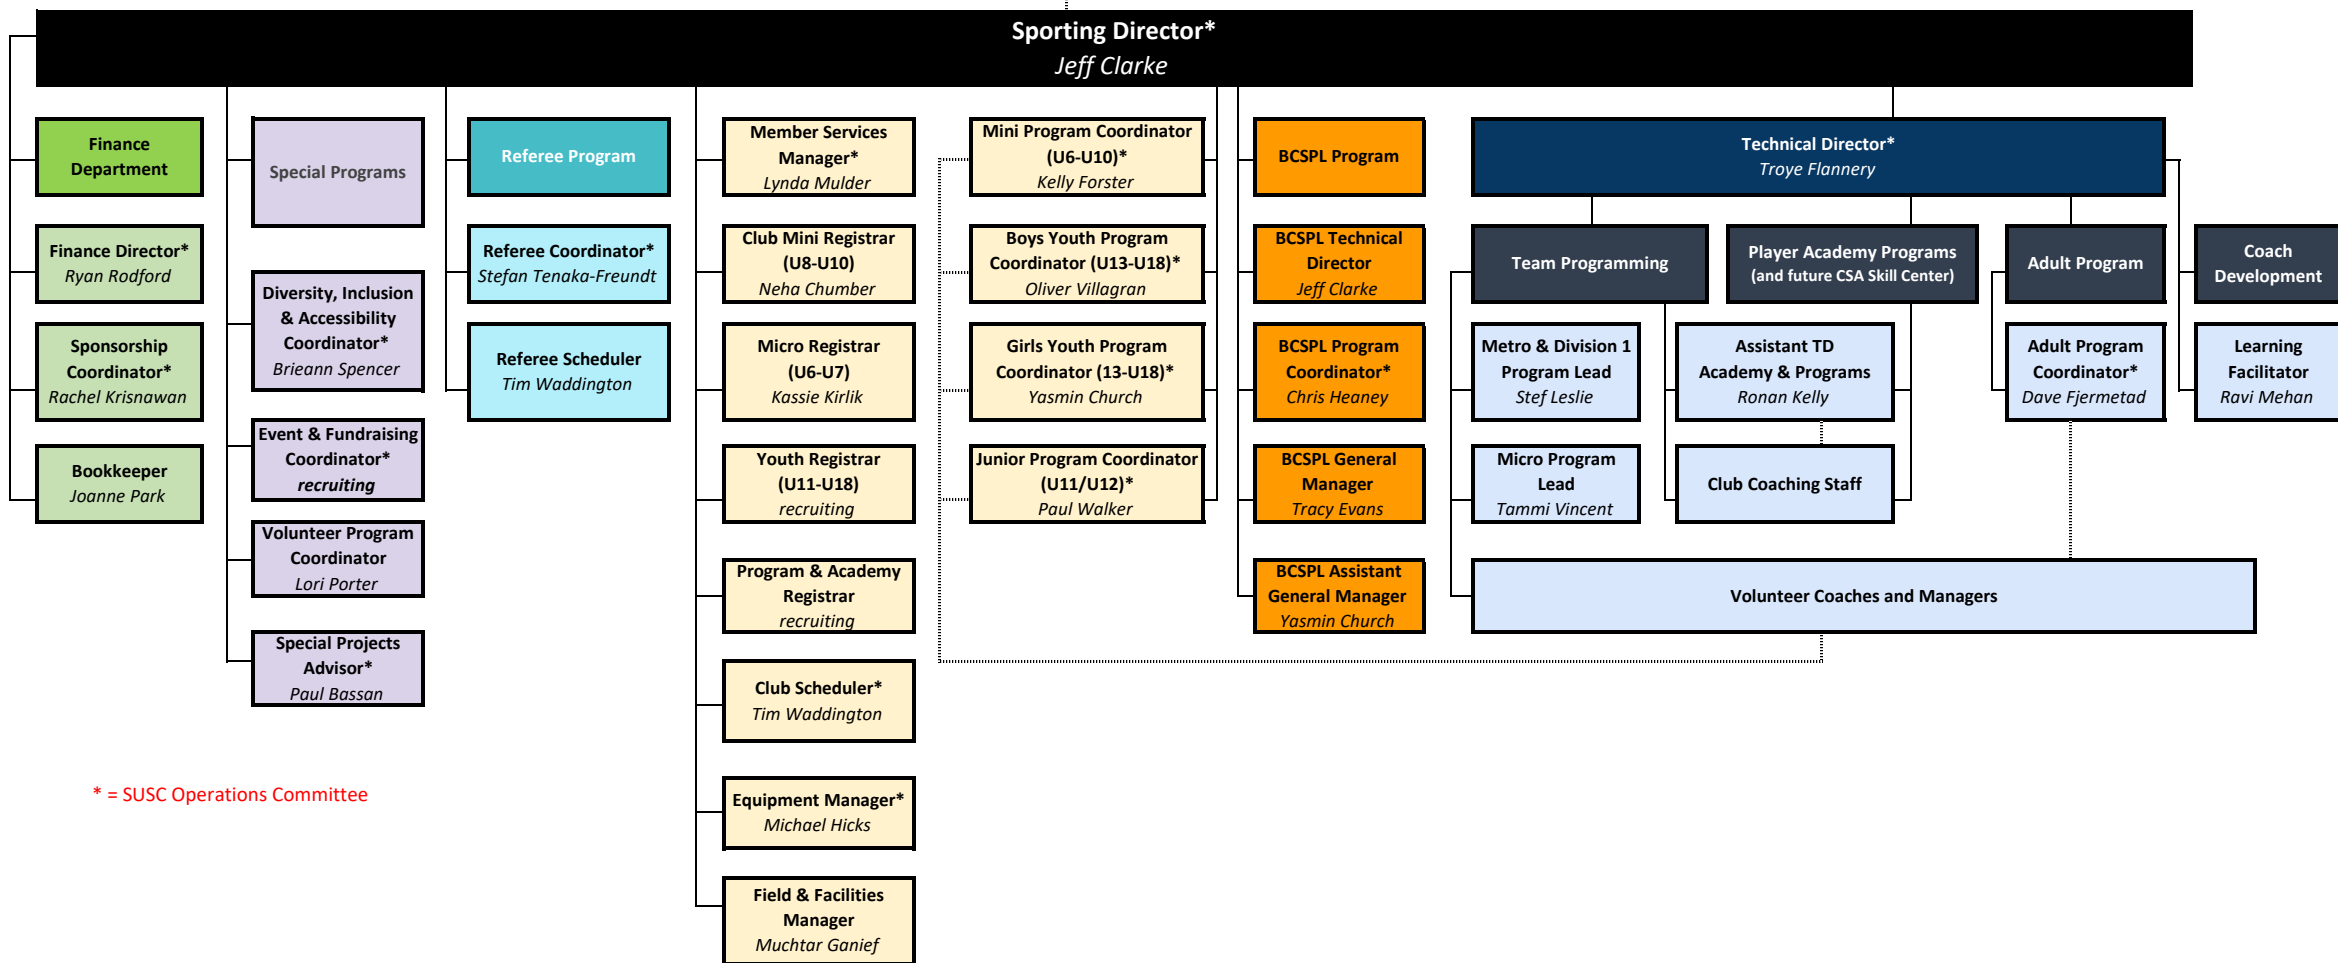 Sporting Director*
Jeff Clarke
Finance
Department
Finance Director*
Ryan Rodford
Sponsorship
Coordinator*
Rachel Krisnawan
Bookkeeper
Joanne Park
Special Programs
Diversity, Inclusion
& Accessibility
Coordinator*
Brieann Spencer
Event & Fundraising
Coordinator*
recruiting
Volunteer Program
Coordinator
Lori Porter
Special Projects
Advisor*
Paul Bassan
Referee Program
Referee Coordinator*
Stefan Tenaka-Freundt
Referee Scheduler
Tim Waddington
Member Services
Manager*
Lynda Mulder
Club Mini Registrar
(U8-U10)
Neha Chumber
Micro Registrar
(U6-U7)
Kassie Kirlik
Youth Registrar
(U11-U18)
recruiting
Program & Academy
Registrar
recruiting
Club Scheduler*
Tim Waddington
Equipment Manager*
Michael Hicks
Field & Facilities
Manager
Muchtar Ganief
Mini Program Coordinator
(U6-U10)*
Kelly Forster
Boys Youth Program
Coordinator (U13-U18)*
Oliver Villagran
Girls Youth Program
Coordinator (13-U18)*
Yasmin Church
Junior Program Coordinator
(U11/U12)*
Paul Walker
BCSPL Program
BCSPL Technical
Director
Jeff Clarke
BCSPL Program
Coordinator*
Chris Heaney
BCSPL General
Manager
Tracy Evans
BCSPL Assistant
General Manager
Yasmin Church
Technical Director*
Troye Flannery
Team Programming
Player Academy Programs
(and future CSA Skill Center)
Adult Program
Coach
Development
Metro & Division 1
Program Lead
Stef Leslie
Assistant TD
Academy & Programs
Ronan Kelly
Adult Program
Coordinator*
Dave Fjermetad
Learning
Facilitator
Ravi Mehan
Micro Program
Lead
Tammi Vincent
Club Coaching Staff
Volunteer Coaches and Managers
* = SUSC Operations Committee